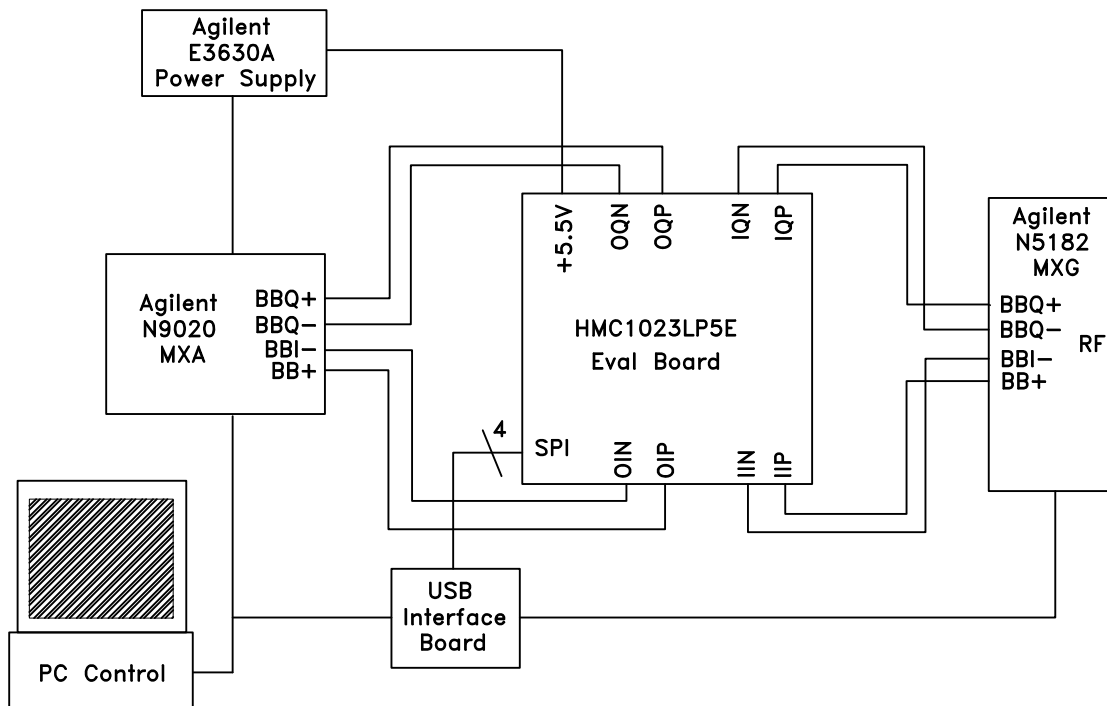 Agilent
E3630A
Power Supply
+5.5V
OQN
OQP
IQN
IQP
Agilent
N5182
MXG
BBQ+
BBQ-
BBI-
BB+
RF
Agilent
N9020
MXA
BBQ+
BBQ-
BBI-
BB+
HMC1023LP5E
Eval Board
4
SPI
OIN
OIP
IIN
IIP
USB
Interface
Board
PC Control